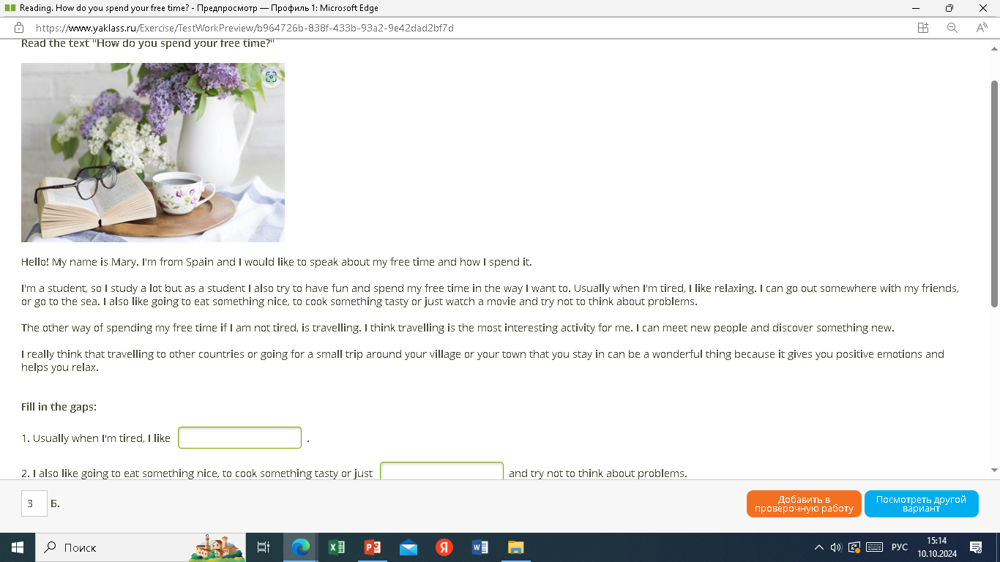 Reading. How do you spend your free time? - Предпросмотр — Профиль 1: Microsoft Edge
https://www.yaklass.ru/Exercise/TestWorkPreview/b964726b-838f-433b-93a2-9e42dad2bf7d
Read the text "How do you spend your free time?"
Hello! My name is Mary. I'm from Spain and I would like to speak about my free time and how I spend it.
I'm a student, so I study a lot but as a student I also try to have fun and spend my free time in the way I want to. Usually when I'm tired, I like relaxing. I can go out somewhere with my friends,
or go to the sea. I also like going to eat something nice, to cook something tasty or just watch a movie and try not to think about problems.
The other way of spending my free time if I am not tired, is travelling. I think travelling is the most interesting activity for me. I can meet new people and discover something new.
I really think that travelling to other countries or going for a small trip around your village or your town that you stay in can be a wonderful thing because it gives you positive emotions and
helps you relax.
Fill in the gaps:
1. Usually when I'm tired, I like .
2. I also like going to eat something nice, to cook something tasty or just and try not to think about problems.
3 Б.
Добавить в
проверочную работу
Посмотреть другой
вариант
Поиск
РУС
15:14
10.10.2024